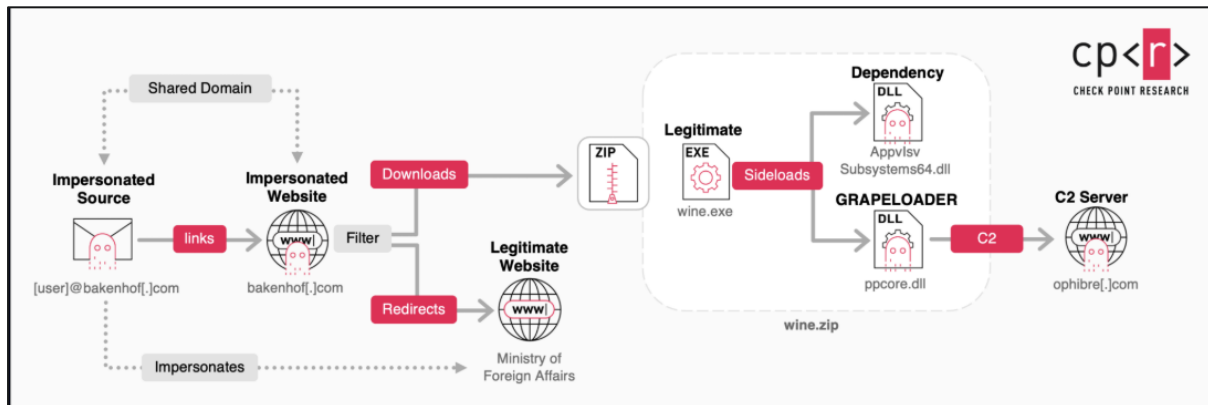 cp<r>
CHECK POINT RESEARCH
Shared Domain
Impersonated
Source
[user]@bakenhof[.]com
links
Impersonated
Website
www
bakenhof[.]com
Filter
Downloads
Redirects
Impersonates
Legitimate
Website
www
Ministry of
Foreign Affairs
ZIP
Legitimate
EXE
wine.exe
Sideloads
Dependency
DLL
AppvIsv
Subsystems64.dll
GRAPELOADER
DLL
ppcore.dll
wine.zip
C2
C2 Server
www
ophibre[.]com